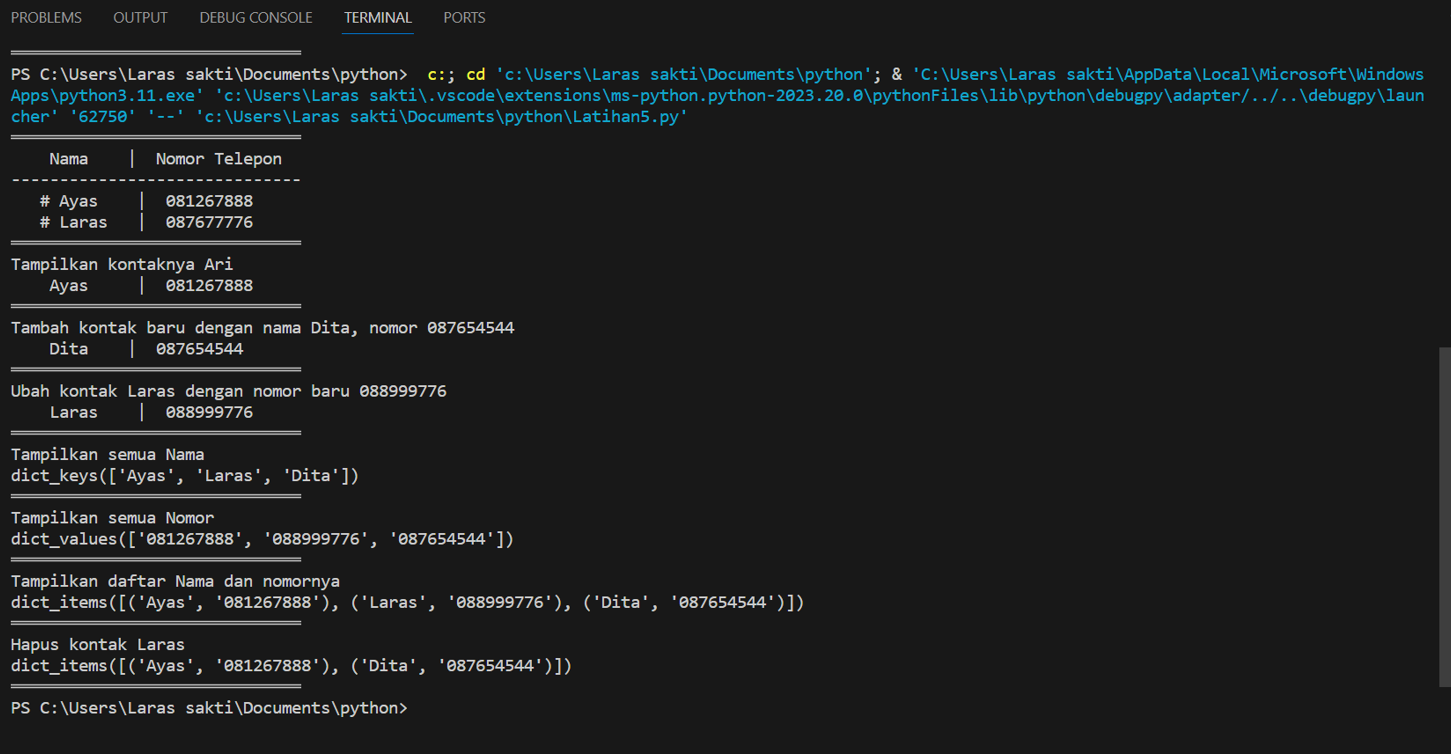 PROBLEMS OUTPUT DEBUG CONSOLE TERMINAL PORTS
==============================
PS C:\Users\Laras sakti\Documents\python>  c:; cd 'c:\Users\Laras sakti\Documents\python'; & 'C:\Users\Laras sakti\AppData\Local\Microsoft\Windows
Apps\python3.11.exe' 'c:\Users\Laras sakti\.vscode\extensions\ms-python.python-2023.20.0\pythonFiles\lib\python\debugpy\adapter/../..\debugpy\laun
cher' '62750' '--' 'c:\Users\Laras sakti\Documents\python\Latihan5.py'
==============================
    Nama    |  Nomor Telepon
------------------------------
   # Ayas    |  081267888
   # Laras   |  087677776
==============================
Tampilkan kontaknya Ari
    Ayas     |  081267888
==============================
Tambah kontak baru dengan nama Dita, nomor 087654544
    Dita    |  087654544
==============================
Ubah kontak Laras dengan nomor baru 088999776
    Laras    |  088999776
==============================
Tampilkan semua Nama
dict_keys(['Ayas', 'Laras', 'Dita'])
==============================
Tampilkan semua Nomor
dict_values(['081267888', '088999776', '087654544'])
==============================
Tampilkan daftar Nama dan nomornya
dict_items([('Ayas', '081267888'), ('Laras', '088999776'), ('Dita', '087654544')])
==============================
Hapus kontak Laras
dict_items([('Ayas', '081267888'), ('Dita', '087654544')])
==============================
PS C:\Users\Laras sakti\Documents\python>